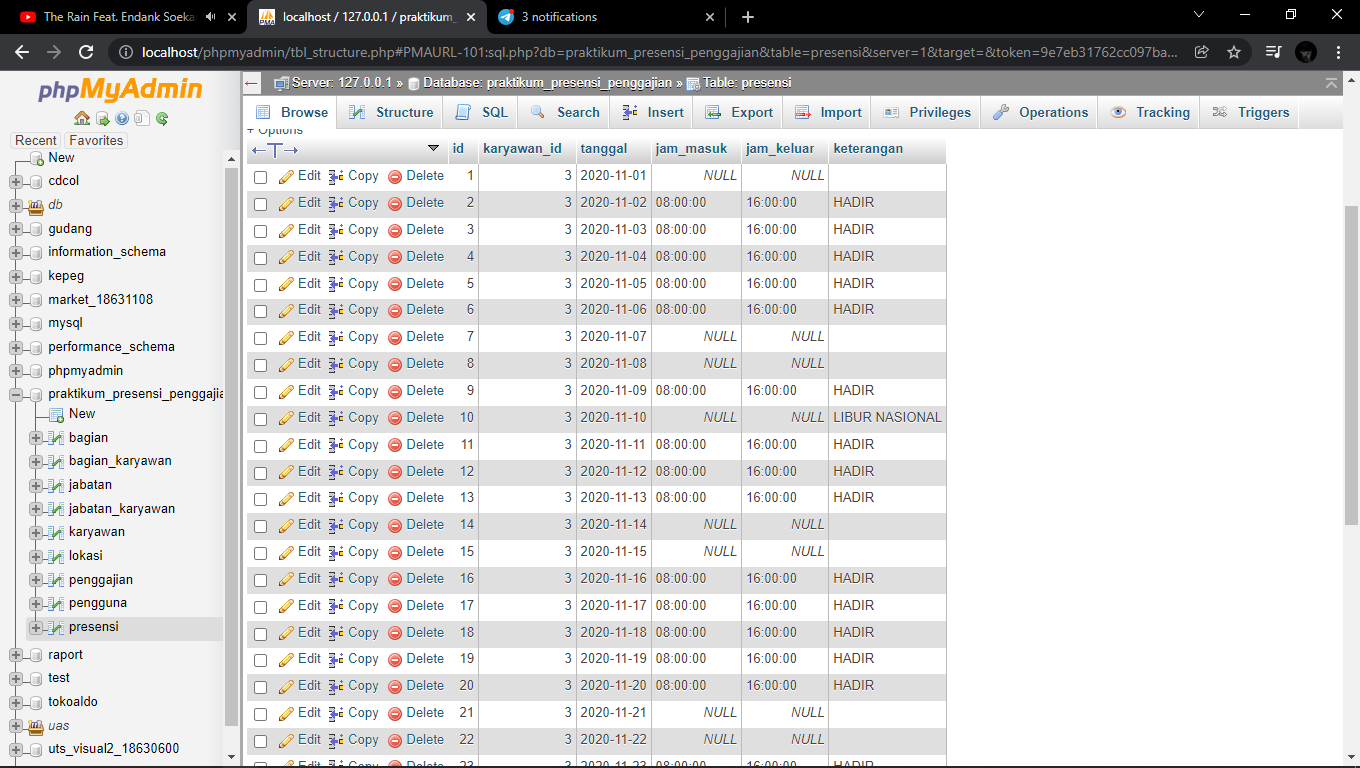 The Rain Feat. Endank Soeka
localhost / 127.0.0.1 / praktikum_
3 notifications
localhost/phpmyadmin/tbl_structure.php#PMAURL-101:sql.php?db=praktikum_presensi_penggajian&table=presensi&server=1&target=&token=9e7eb31762cc097ba...
phpMyAdmin
Recent Favorites
New
cdcol
db
gudang
information_schema
kepeg
market_18631108
mysql
performance_schema
phpmyadmin
praktikum_presensi_penggajia
New
bagian
bagian_karyawan
jabatan
jabatan_karyawan
karyawan
lokasi
penggajian
pengguna
presensi
raport
test
tokoaldo
uas
uts_visual2_18630600
Server: 127.0.0.1 » Database: praktikum_presensi_penggajian » Table: presensi
Browse Structure SQL Search Insert Export Import Privileges Operations Tracking Triggers
+ Options
←T→ id karyawan_id tanggal jam_masuk jam_keluar keterangan
Edit Copy Delete 1 3 2020-11-01 NULL NULL
Edit Copy Delete 2 3 2020-11-02 08:00:00 16:00:00 HADIR
Edit Copy Delete 3 3 2020-11-03 08:00:00 16:00:00 HADIR
Edit Copy Delete 4 3 2020-11-04 08:00:00 16:00:00 HADIR
Edit Copy Delete 5 3 2020-11-05 08:00:00 16:00:00 HADIR
Edit Copy Delete 6 3 2020-11-06 08:00:00 16:00:00 HADIR
Edit Copy Delete 7 3 2020-11-07 NULL NULL
Edit Copy Delete 8 3 2020-11-08 NULL NULL
Edit Copy Delete 9 3 2020-11-09 08:00:00 16:00:00 HADIR
Edit Copy Delete 10 3 2020-11-10 NULL NULL LIBUR NASIONAL
Edit Copy Delete 11 3 2020-11-11 08:00:00 16:00:00 HADIR
Edit Copy Delete 12 3 2020-11-12 08:00:00 16:00:00 HADIR
Edit Copy Delete 13 3 2020-11-13 08:00:00 16:00:00 HADIR
Edit Copy Delete 14 3 2020-11-14 NULL NULL
Edit Copy Delete 15 3 2020-11-15 NULL NULL
Edit Copy Delete 16 3 2020-11-16 08:00:00 16:00:00 HADIR
Edit Copy Delete 17 3 2020-11-17 08:00:00 16:00:00 HADIR
Edit Copy Delete 18 3 2020-11-18 08:00:00 16:00:00 HADIR
Edit Copy Delete 19 3 2020-11-19 08:00:00 16:00:00 HADIR
Edit Copy Delete 20 3 2020-11-20 08:00:00 16:00:00 HADIR
Edit Copy Delete 21 3 2020-11-21 NULL NULL
Edit Copy Delete 22 3 2020-11-22 NULL NULL
Edit Copy Delete 23 3 2020-11-23 08:00:00 16:00:00 HADIR